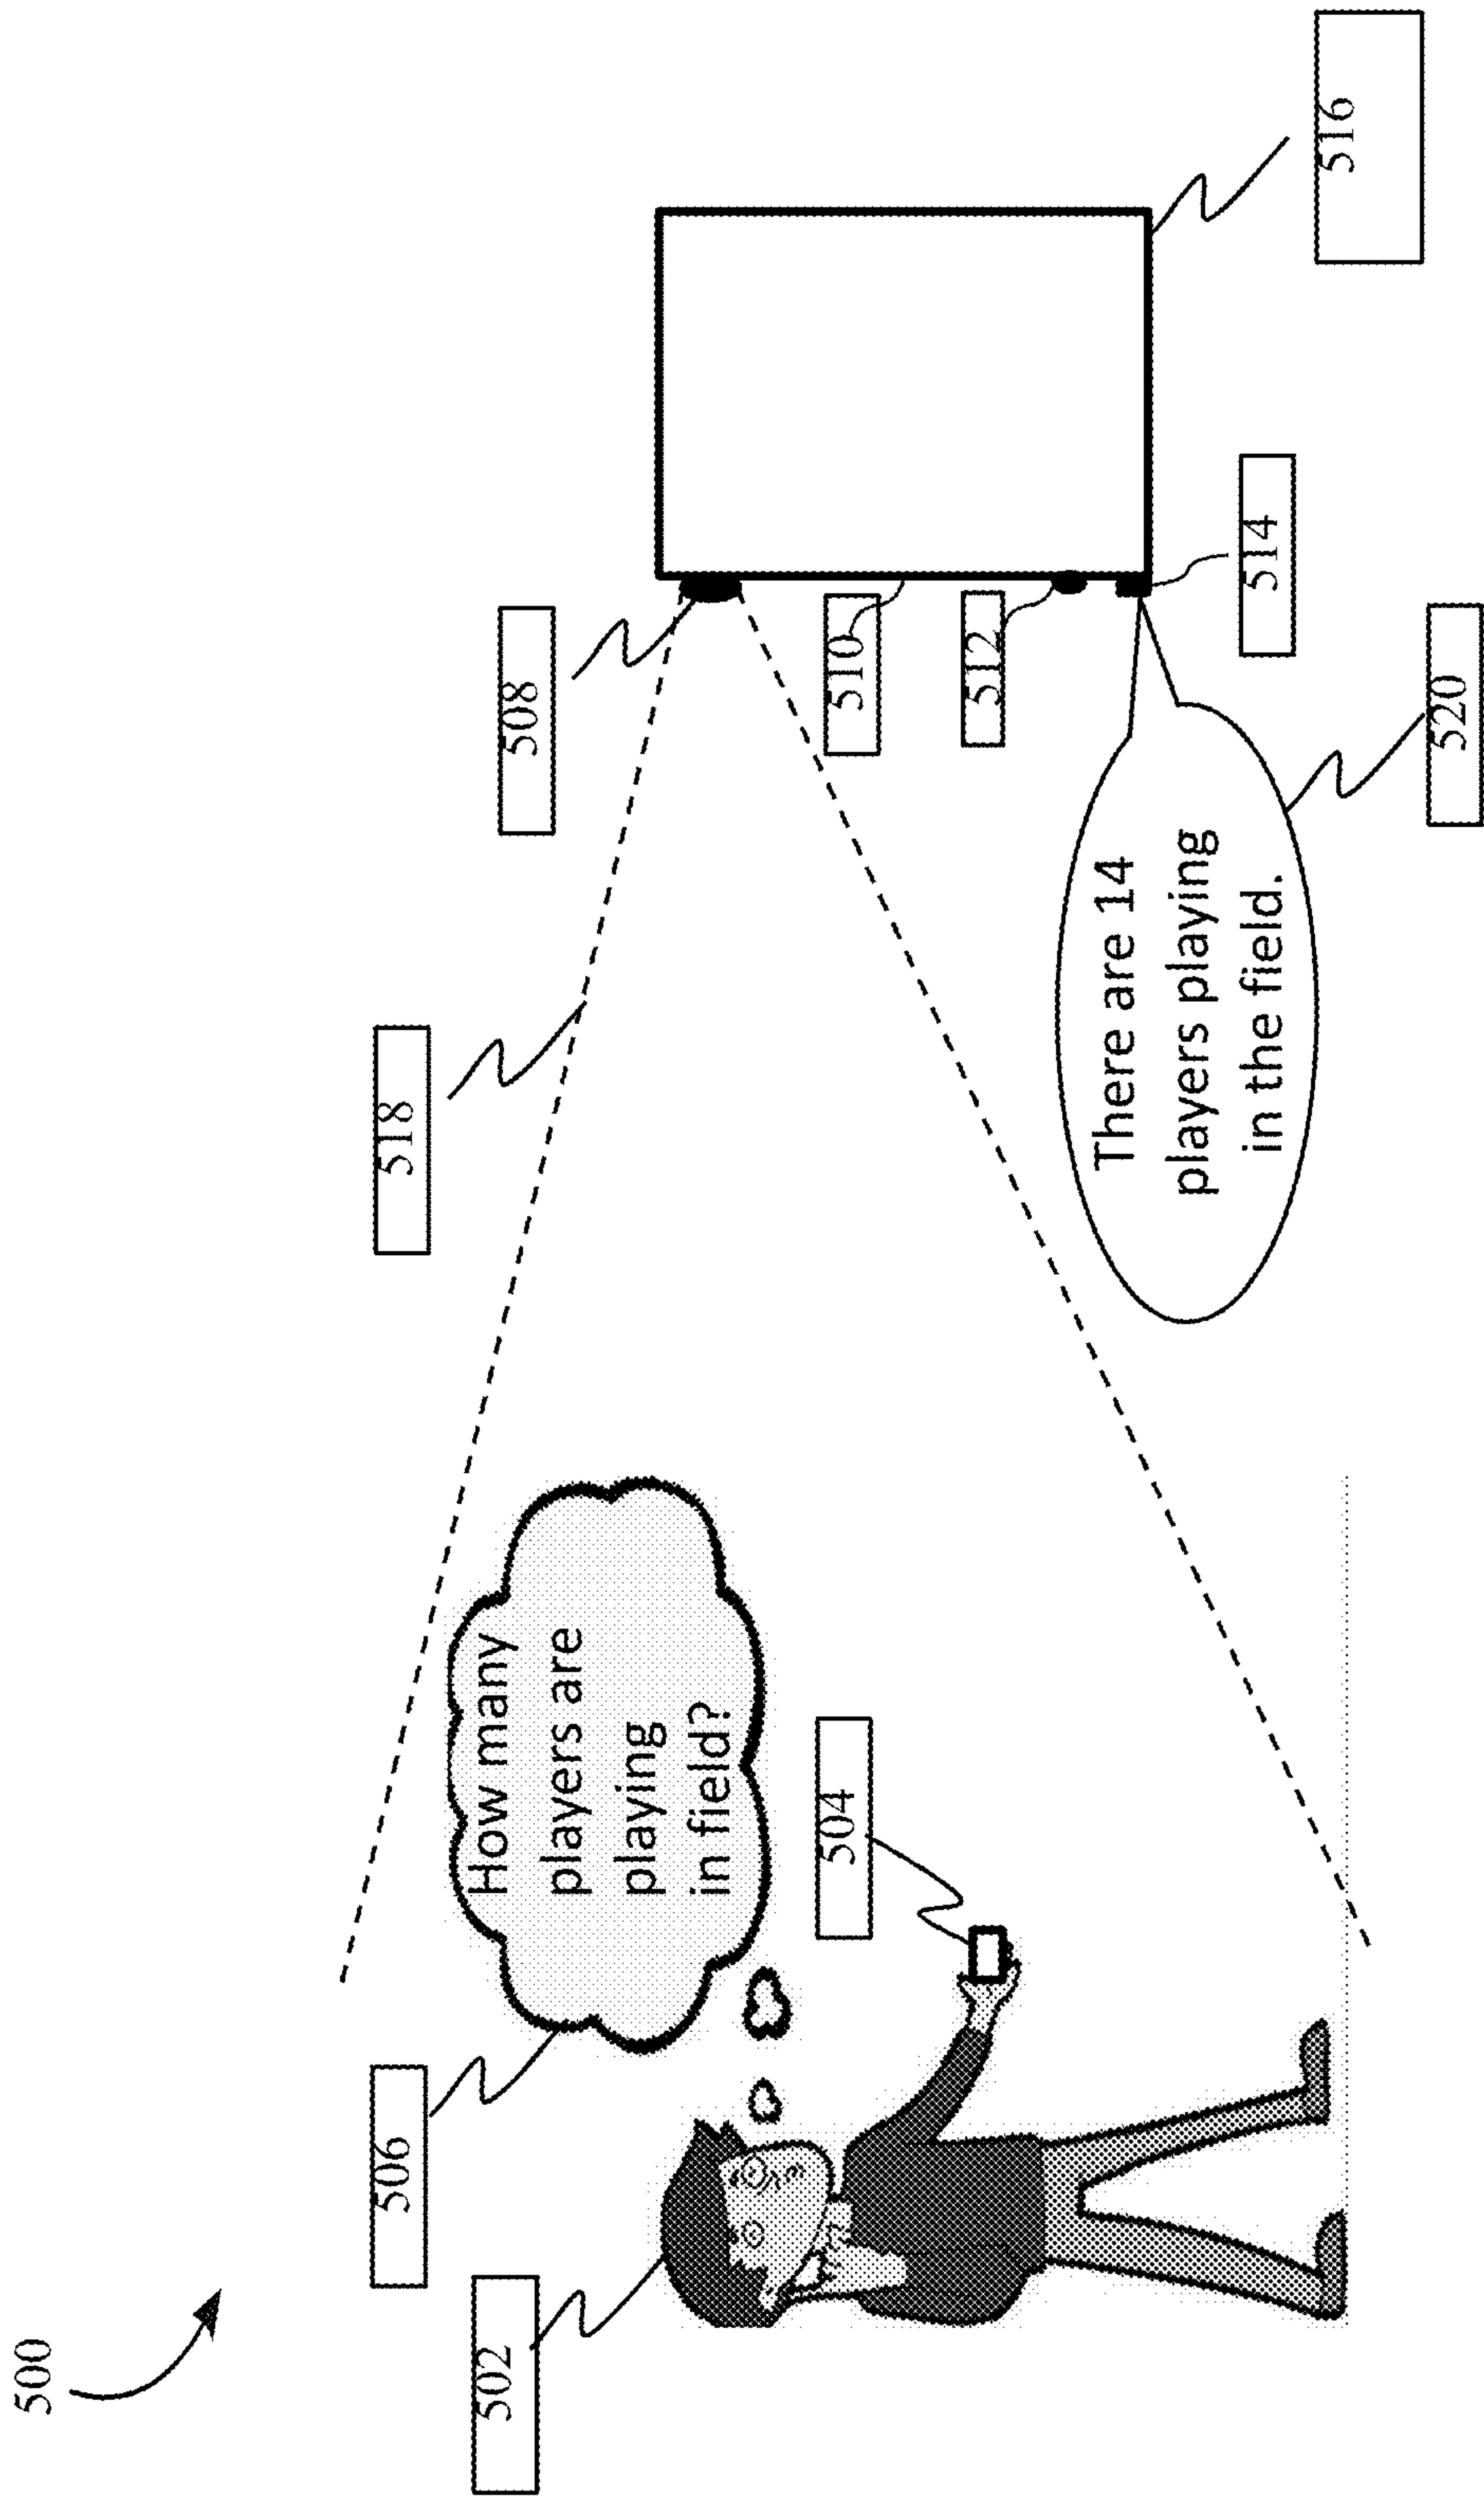 500
502
506
How many
players are
playing
in field?
504
518
508
510
512
There are 14
players playing
in the field.
514
520
516